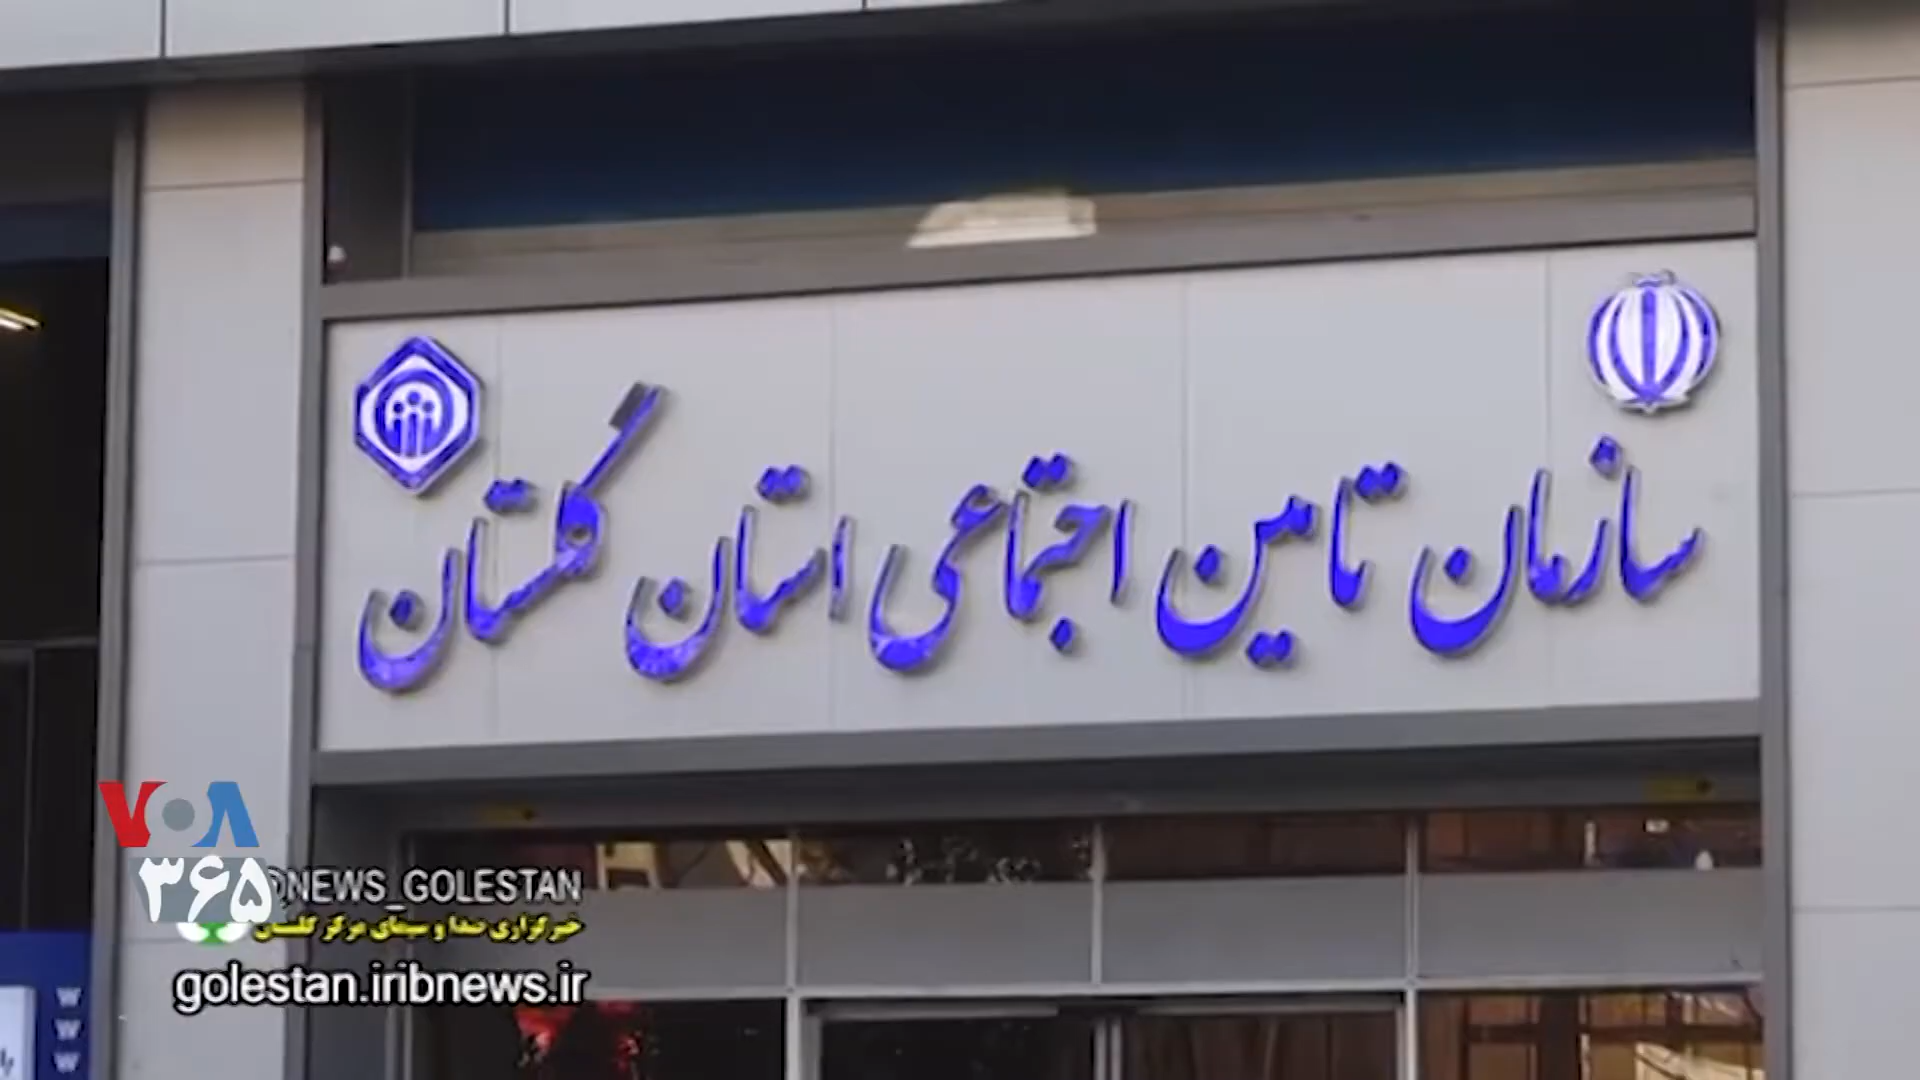 سازمان تامین اجتماعی استان گلستان
VOA
۳۶۵
NEWS_GOLESTAN
خبرگزاری صدا و سیمای مرکز گلستان
golestan.iribnews.ir
W
W
W